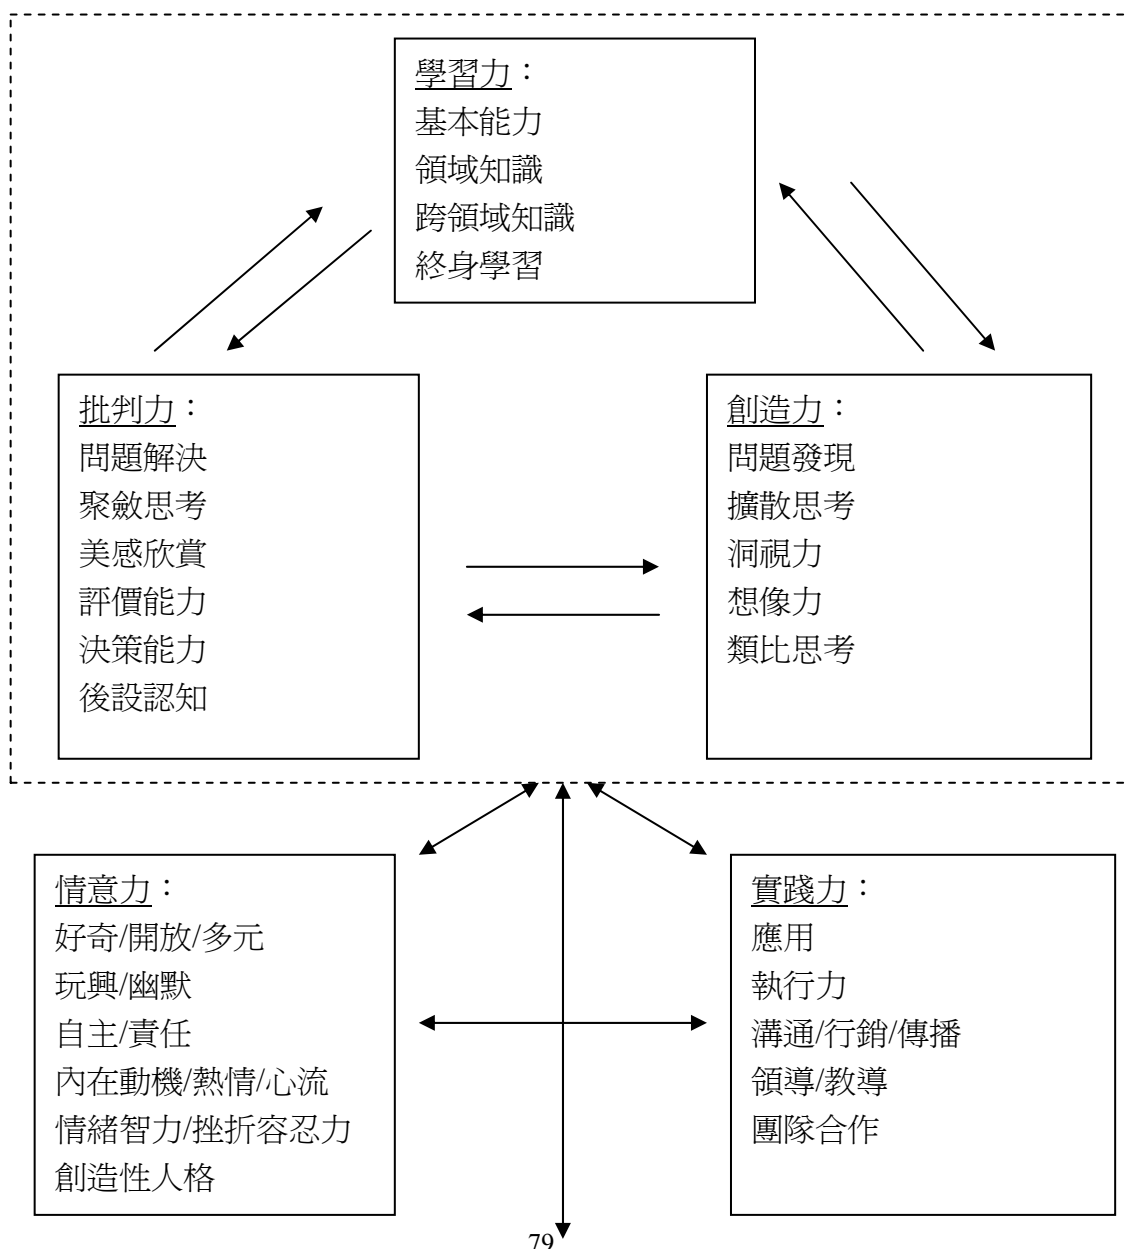 學習力：
基本能力
領域知識
跨領域知識
終身學習
批判力：
問題解決
聚斂思考
美感欣賞
評價能力
決策能力
後設認知
創造力：
問題發現
擴散思考
洞視力
想像力
類比思考
情意力：
好奇/開放/多元
玩興/幽默
自主/責任
內在動機/熱情/心流
情緒智力/挫折容忍力
創造性人格
實踐力：
應用
執行力
溝通/行銷/傳播
領導/教導
團隊合作
79